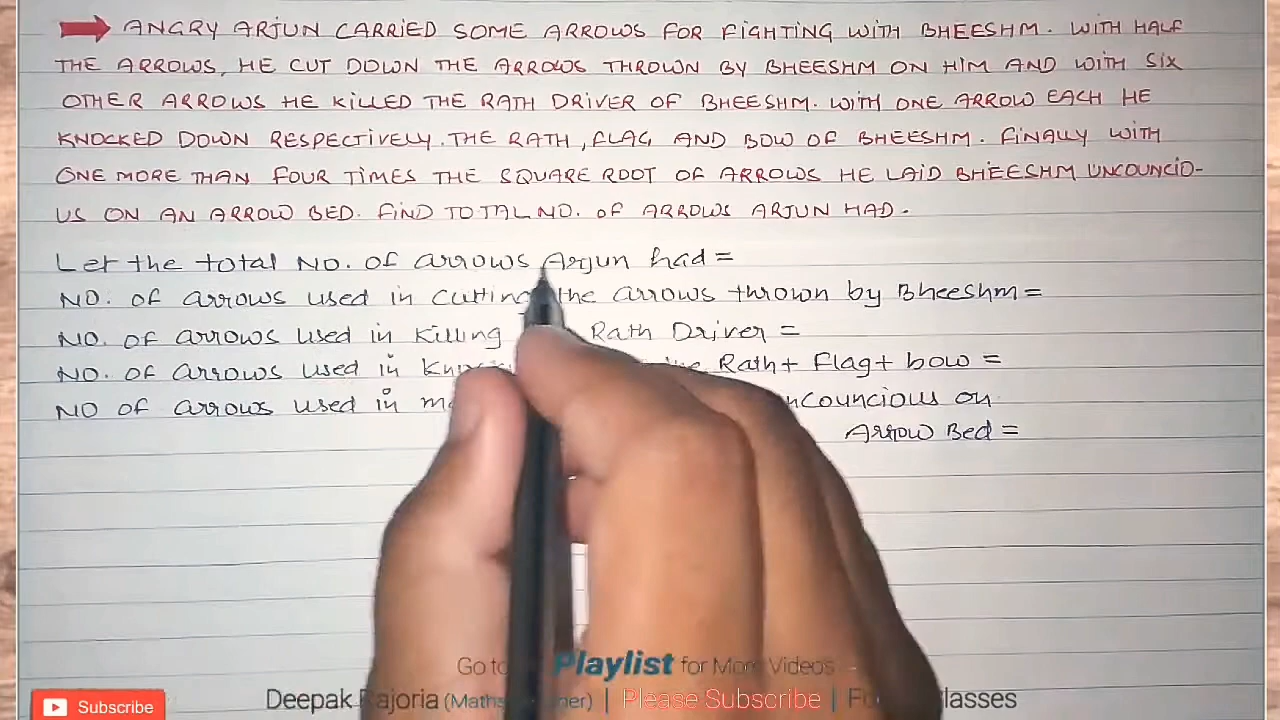 ANGRY ARJUN CARRIED SOME ARROWS FOR FIGHTING WITH BHEESHM. WITH HALF
THE ARROWS, HE CUT DOWN THE ARROWS THROWN BY BHEESHM ON HIM AND WITH SIX
OTHER ARROWS HE KILLED THE RATH DRIVER OF BHEESHM. WITH ONE ARROW EACH HE
KNOCKED DOWN RESPECTIVELY. THE RATH, FLAG AND BOW OF BHEESHM. FINALLY WITH
ONE MORE THAN FOUR TIMES THE SQUARE ROOT OF ARROWS HE LAID BHEESHM UNCOUNCIO-
US ON AN ARROW BED. FIND TOTAL NO. OF ARROWS ARJUN HAD.
Let the total NO. of arrows Arjun had =
NO. of arrows used in cutting the arrows thrown by Bheeshm =
NO. of arrows used in Killing Rath Driver =
NO. of arrows used in Rath + Flag + bow =
NO of arrows used in on
Arrow Bed =
Go to Playlist for More Videos
Deepak Rajoria (Maths | Please Subscribe |
Subscribe